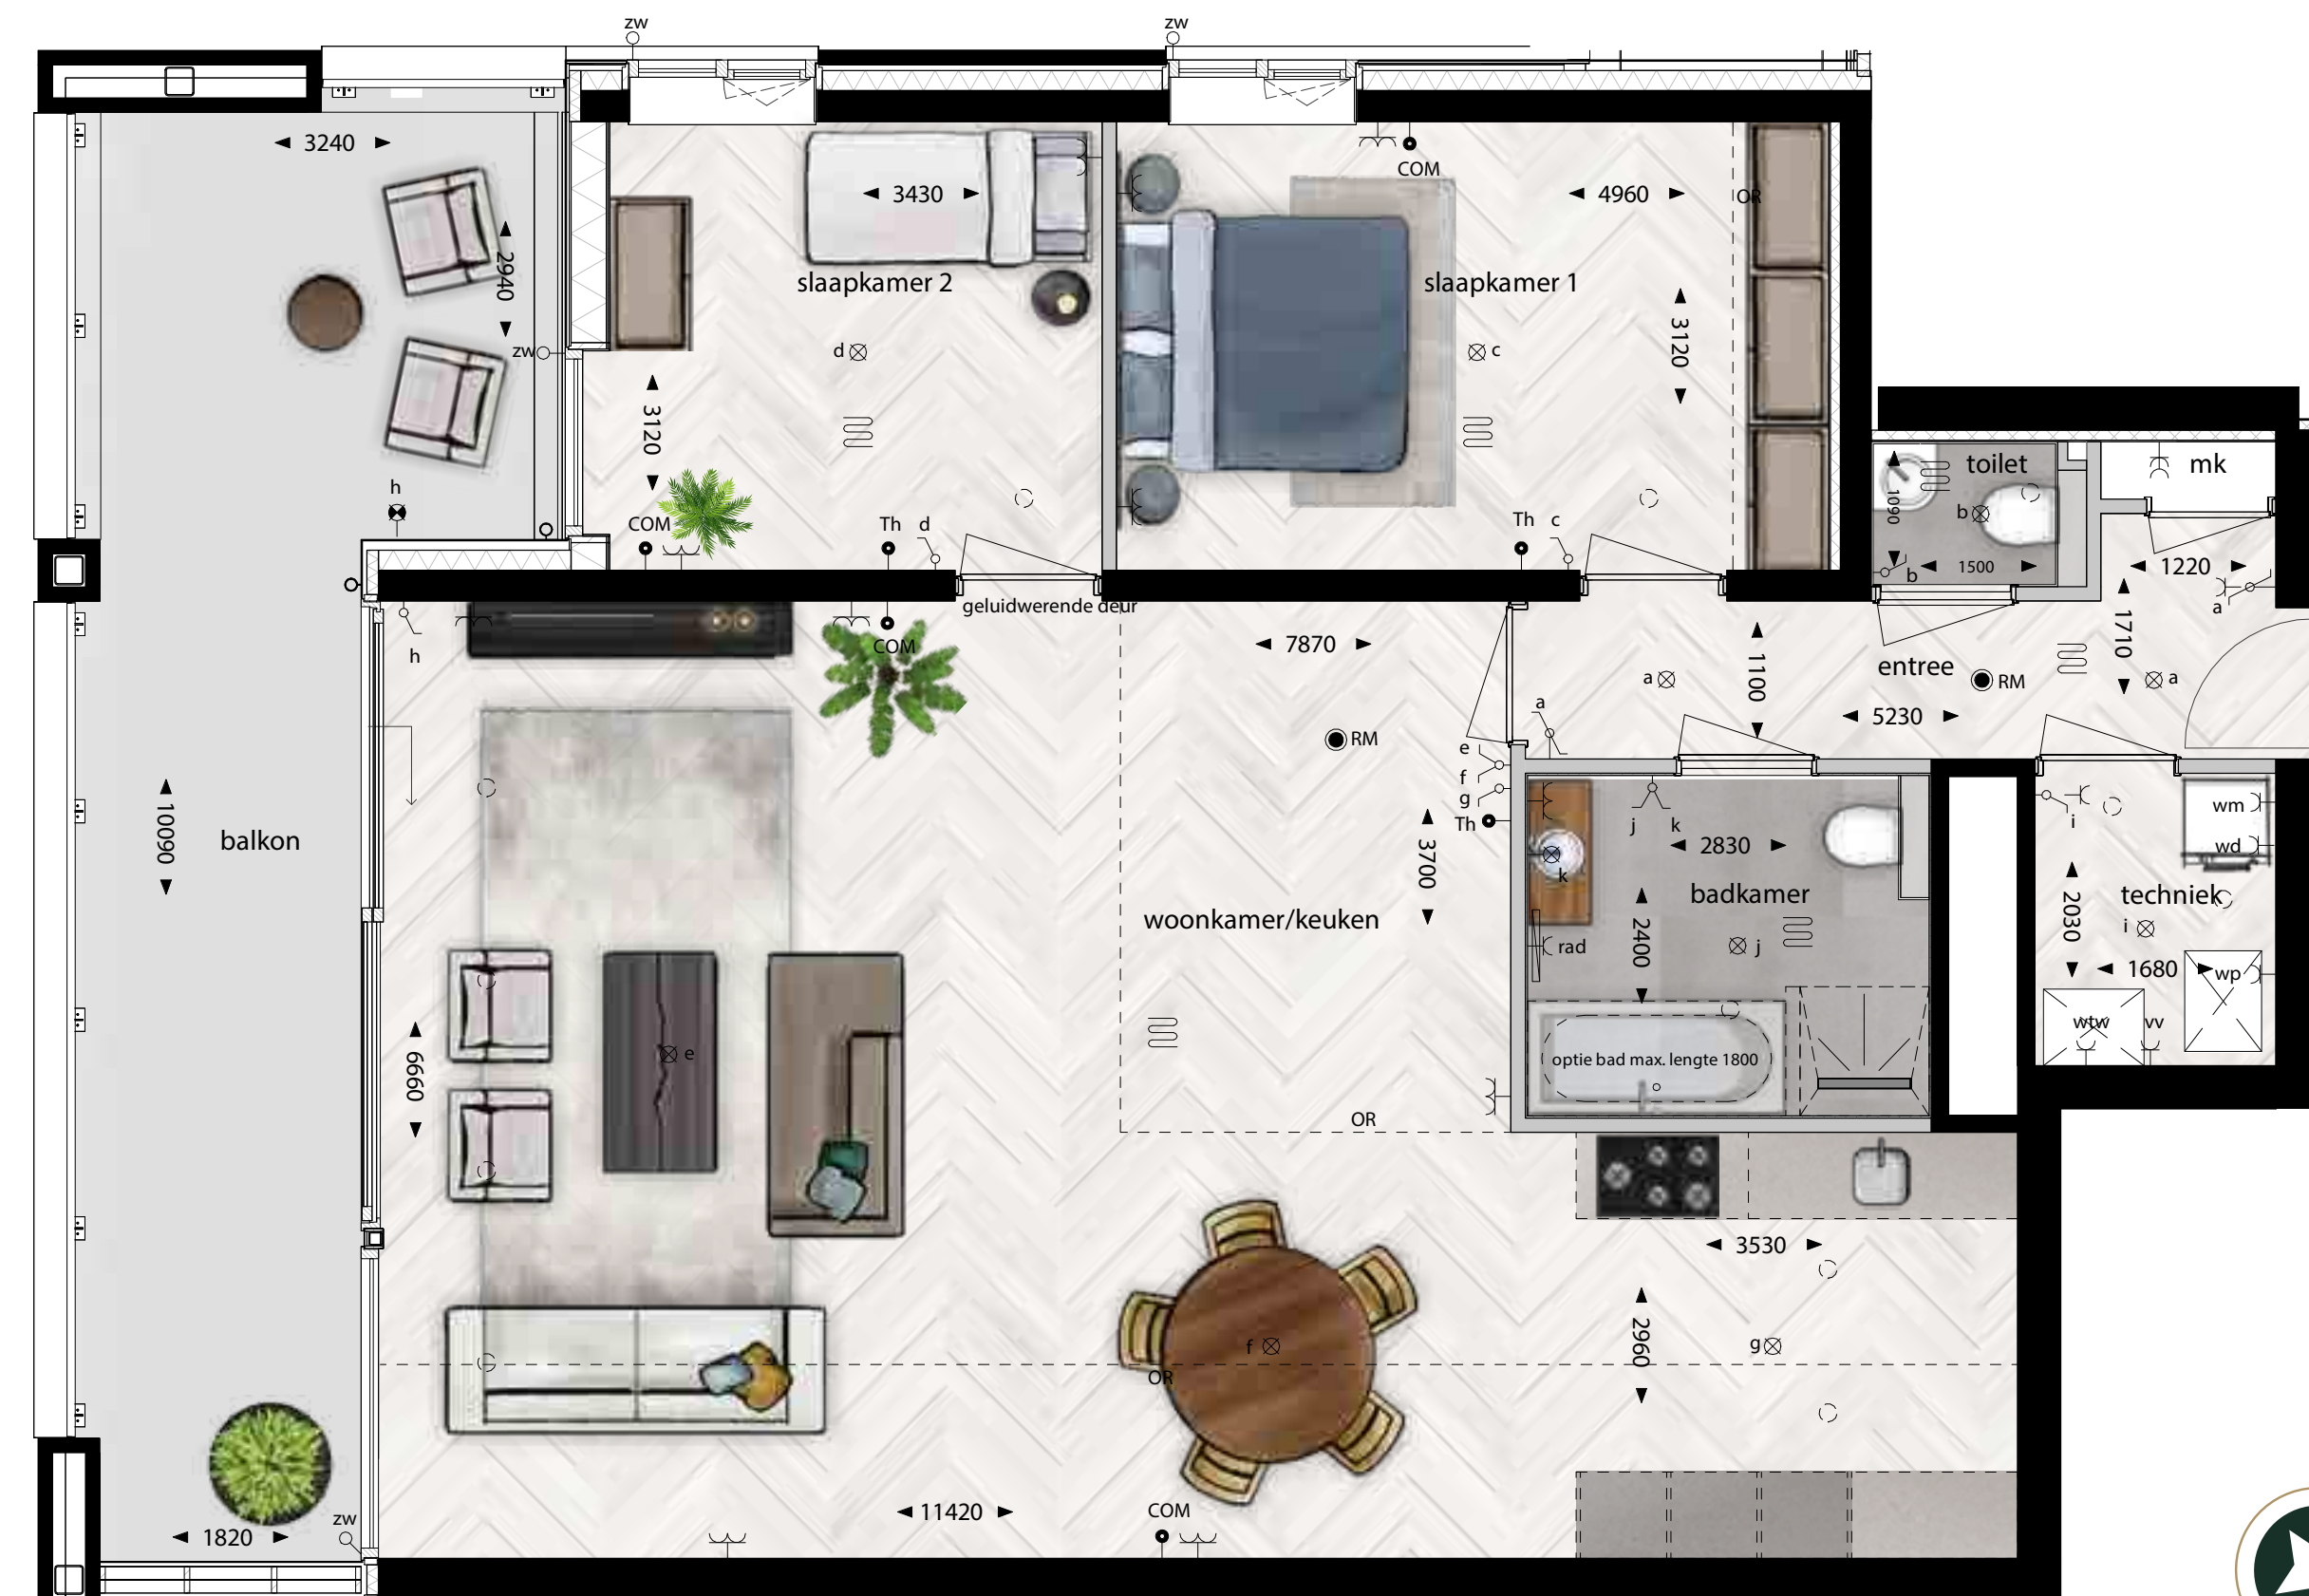 zw
zw
3240
3430
COM
4960
OR
2940
slaapkamer 2
slaapkamer 1
zw
d
c
3120
3120
h
COM
Th
d
Th
c
toilet
mk
1090
b
b
1500
1220
a
geluidwerende deur
h
COM
7870
1100
entree
1710
a
RM
a
5230
a
RM
e
f
g
Th
j
k
wm
i
2830
wd
10090
balkon
3700
k
badkamer
techniek
woonkamer/keuken
2400
2030
i
rad
j
1680
wp
wtw
vv
e
optie bad max. lengte 1800
6660
OR
3530
2960
f
g
OR
11420
COM
zw
1820